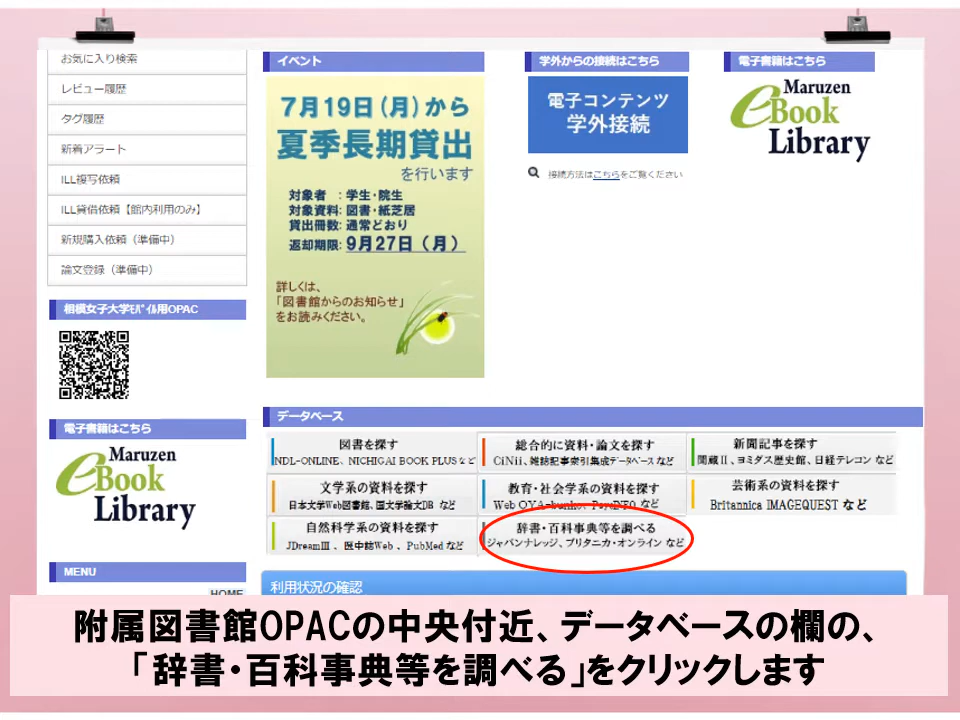 お気に入り検索
レビュー履歴
タグ履歴
新着アラート
ILL複写依頼
ILL貸借依頼【館内利用のみ】
新規購入依頼（準備中）
論文登録（準備中）
相模女子大学ﾓﾊﾞｲﾙ用OPAC
電子書籍はこちら
Maruzen
eBook
Library
MENU
HOME
イベント
7月19日（月）から
夏季長期貸出
を行います
対象者　：学生・院生
対象資料：図書・紙芝居
貸出冊数：通常どおり
返却期限：9月27日（月）
詳しくは、
「図書館からのお知らせ」
をお読みください。
学外からの接続はこちら
電子コンテンツ
学外接続
接続方法はこちらをご覧ください
電子書籍はこちら
Maruzen
eBook
Library
データベース
図書を探す
NDL-ONLINE、NICHIGAI BOOK PLUSなど
総合的に資料・論文を探す
CiNii、雑誌記事索引集成データベースなど
新聞記事を探す
聞蔵Ⅱ、ヨミダス歴史館、日経テレコン など
文学系の資料を探す
日本文学Web図書館、国文学論文DB など
教育・社会学系の資料を探す
Web OYA-bunko、PsycINFO など
芸術系の資料を探す
Britannica IMAGEQUEST など
自然科学系の資料を探す
JDreamⅢ 、医中誌Web 、PubMed など
辞書・百科事典等を調べる
ジャパンナレッジ、ブリタニカ・オンライン など
利用状況の確認
附属図書館OPACの中央付近、データベースの欄の、
「辞書・百科事典等を調べる」をクリックします